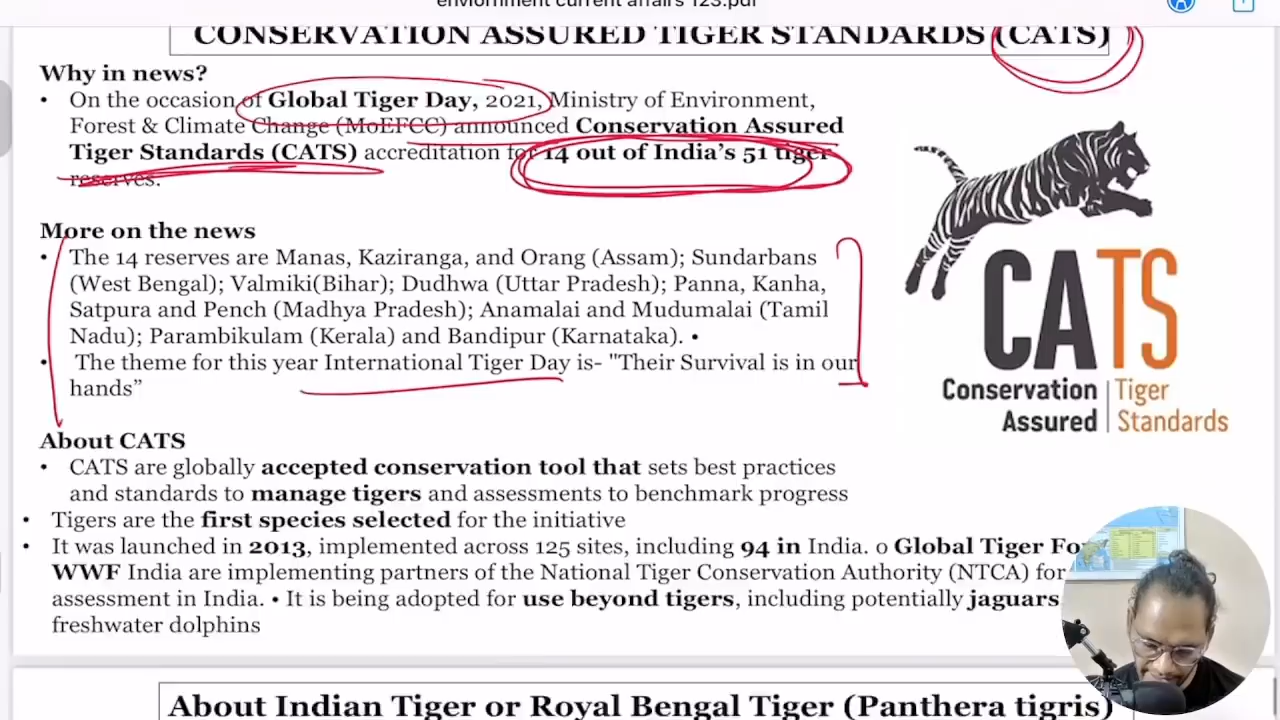 enviornment current affairs 123.pdf
CONSERVATION ASSURED TIGER STANDARDS (CATS)
Why in news?
• On the occasion of Global Tiger Day, 2021, Ministry of Environment,
Forest & Climate Change (MoEFCC) announced Conservation Assured
Tiger Standards (CATS) accreditation for 14 out of India's 51 tiger
reserves.
More on the news
• The 14 reserves are Manas, Kaziranga, and Orang (Assam); Sundarbans
(West Bengal); Valmiki(Bihar); Dudhwa (Uttar Pradesh); Panna, Kanha,
Satpura and Pench (Madhya Pradesh); Anamalai and Mudumalai (Tamil
Nadu); Parambikulam (Kerala) and Bandipur (Karnataka). •
• The theme for this year International Tiger Day is- "Their Survival is in our
hands”
CATS
Conservation | Tiger
Assured | Standards
About CATS
• CATS are globally accepted conservation tool that sets best practices
and standards to manage tigers and assessments to benchmark progress
• Tigers are the first species selected for the initiative
• It was launched in 2013, implemented across 125 sites, including 94 in India. o Global Tiger
WWF India are implementing partners of the National Tiger Conservation Authority (NTCA) for
assessment in India. • It is being adopted for use beyond tigers, including potentially jaguars
freshwater dolphins
About Indian Tiger or Royal Bengal Tiger (Panthera tigris)